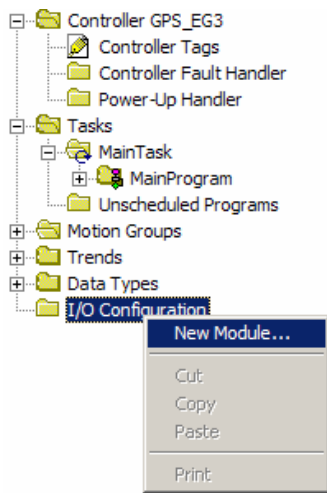 Controller GPS_EG3
Controller Tags
Controller Fault Handler
Power-Up Handler
Tasks
MainTask
MainProgram
Unscheduled Programs
Motion Groups
Trends
Data Types
I/O Configuration
New Module...
Cut
Copy
Paste
Print